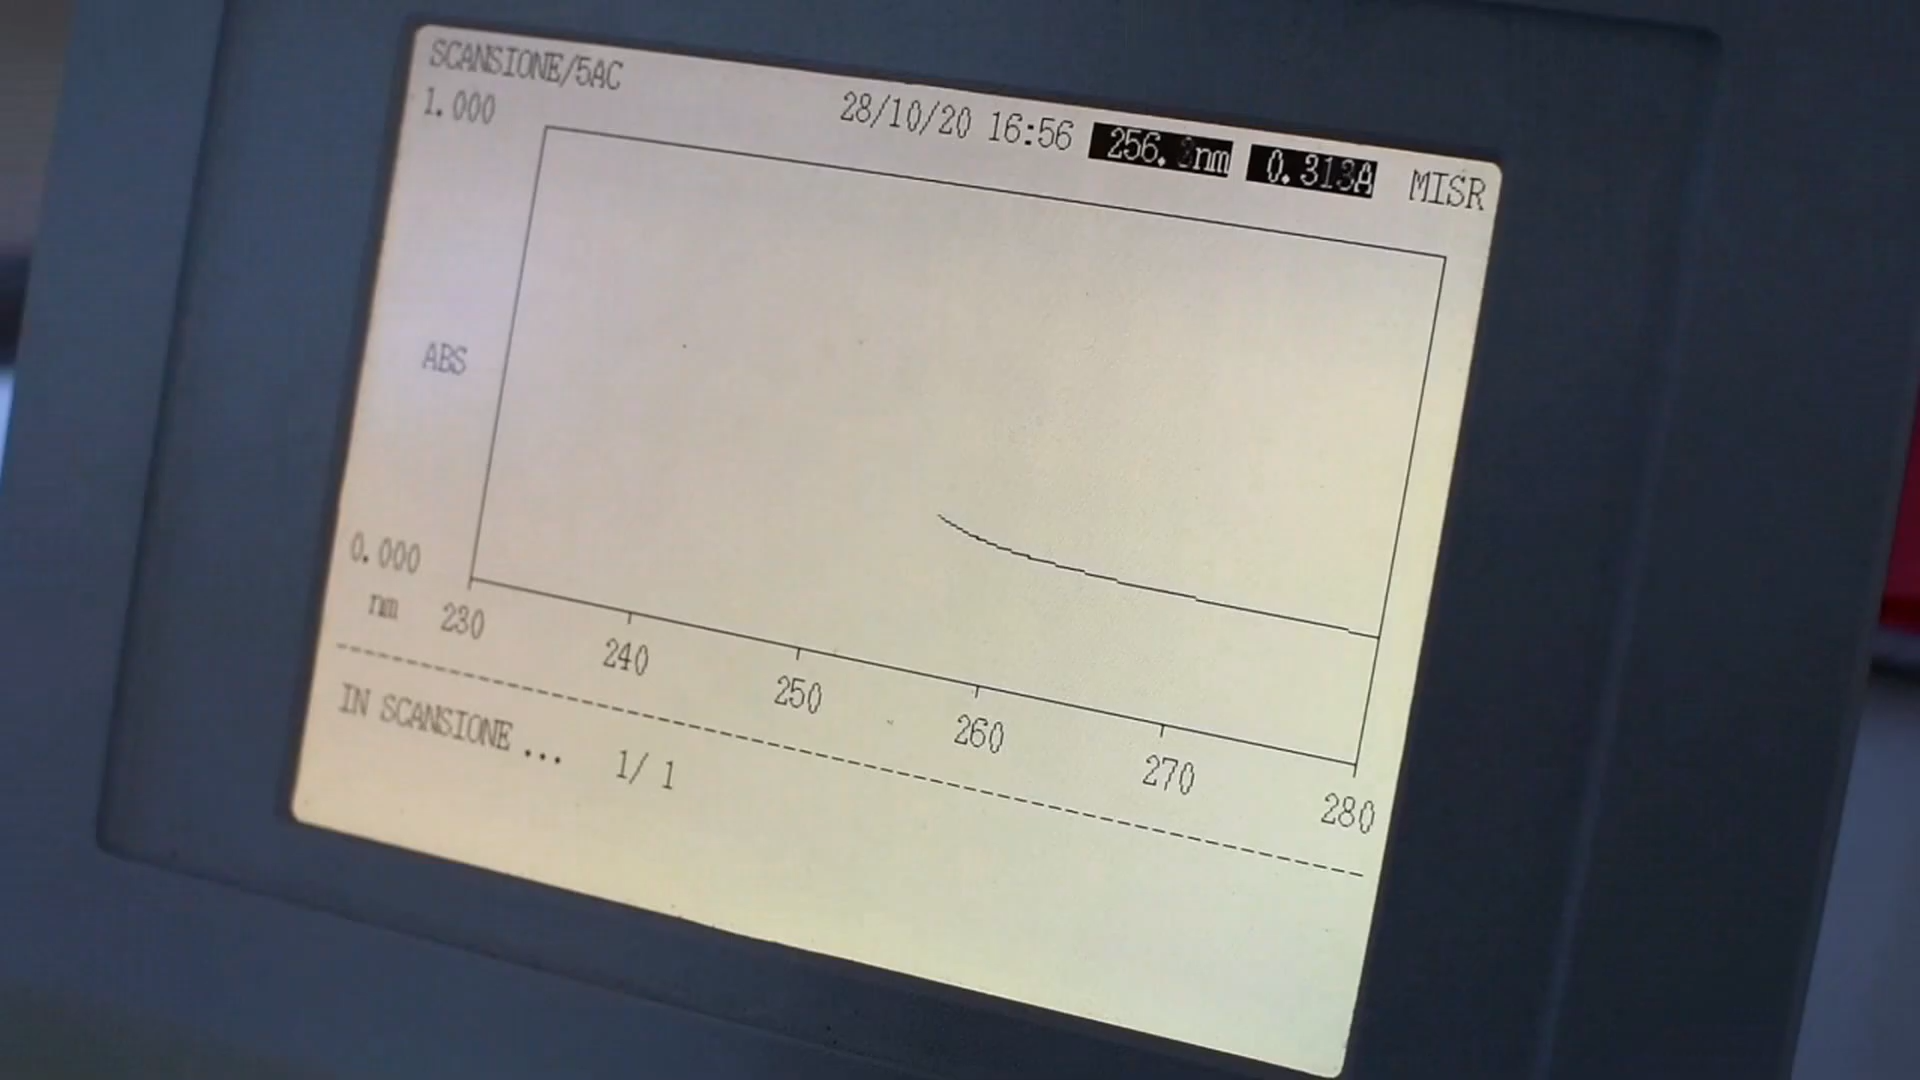 SCANSIONE/5AC 28/10/20 16:56 0.313A MISR
1.000
ABS
0.000
nm 230 240 250 260 270 280
IN SCANSIONE ... 1/ 1